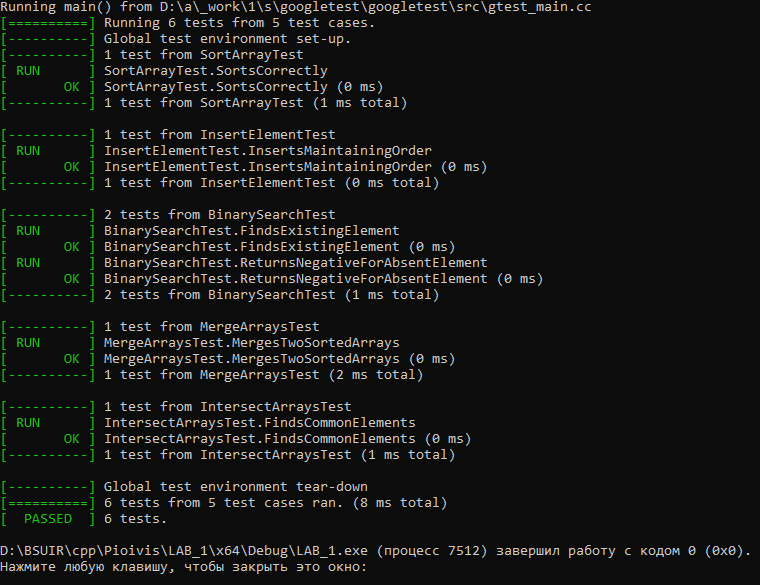 Running main() from D:\a\_work\1\s\googletest\googletest\src\gtest_main.cc
[==========] Running 6 tests from 5 test cases.
[----------] Global test environment set-up.
[----------] 1 test from SortArrayTest
[ RUN      ] SortArrayTest.SortsCorrectly
[       OK ] SortArrayTest.SortsCorrectly (0 ms)
[----------] 1 test from SortArrayTest (1 ms total)

[----------] 1 test from InsertElementTest
[ RUN      ] InsertElementTest.InsertsMaintainingOrder
[       OK ] InsertElementTest.InsertsMaintainingOrder (0 ms)
[----------] 1 test from InsertElementTest (0 ms total)

[----------] 2 tests from BinarySearchTest
[ RUN      ] BinarySearchTest.FindsExistingElement
[       OK ] BinarySearchTest.FindsExistingElement (0 ms)
[ RUN      ] BinarySearchTest.ReturnsNegativeForAbsentElement
[       OK ] BinarySearchTest.ReturnsNegativeForAbsentElement (0 ms)
[----------] 2 tests from BinarySearchTest (1 ms total)

[----------] 1 test from MergeArraysTest
[ RUN      ] MergeArraysTest.MergesTwoSortedArrays
[       OK ] MergeArraysTest.MergesTwoSortedArrays (0 ms)
[----------] 1 test from MergeArraysTest (2 ms total)

[----------] 1 test from IntersectArraysTest
[ RUN      ] IntersectArraysTest.FindsCommonElements
[       OK ] IntersectArraysTest.FindsCommonElements (0 ms)
[----------] 1 test from IntersectArraysTest (1 ms total)

[----------] Global test environment tear-down
[==========] 6 tests from 5 test cases ran. (8 ms total)
[  PASSED  ] 6 tests.

D:\BSUIR\cpp\Pioivis\LAB_1\x64\Debug\LAB_1.exe (процесс 7512) завершил работу с кодом 0 (0x0).
Нажмите любую клавишу, чтобы закрыть это окно: